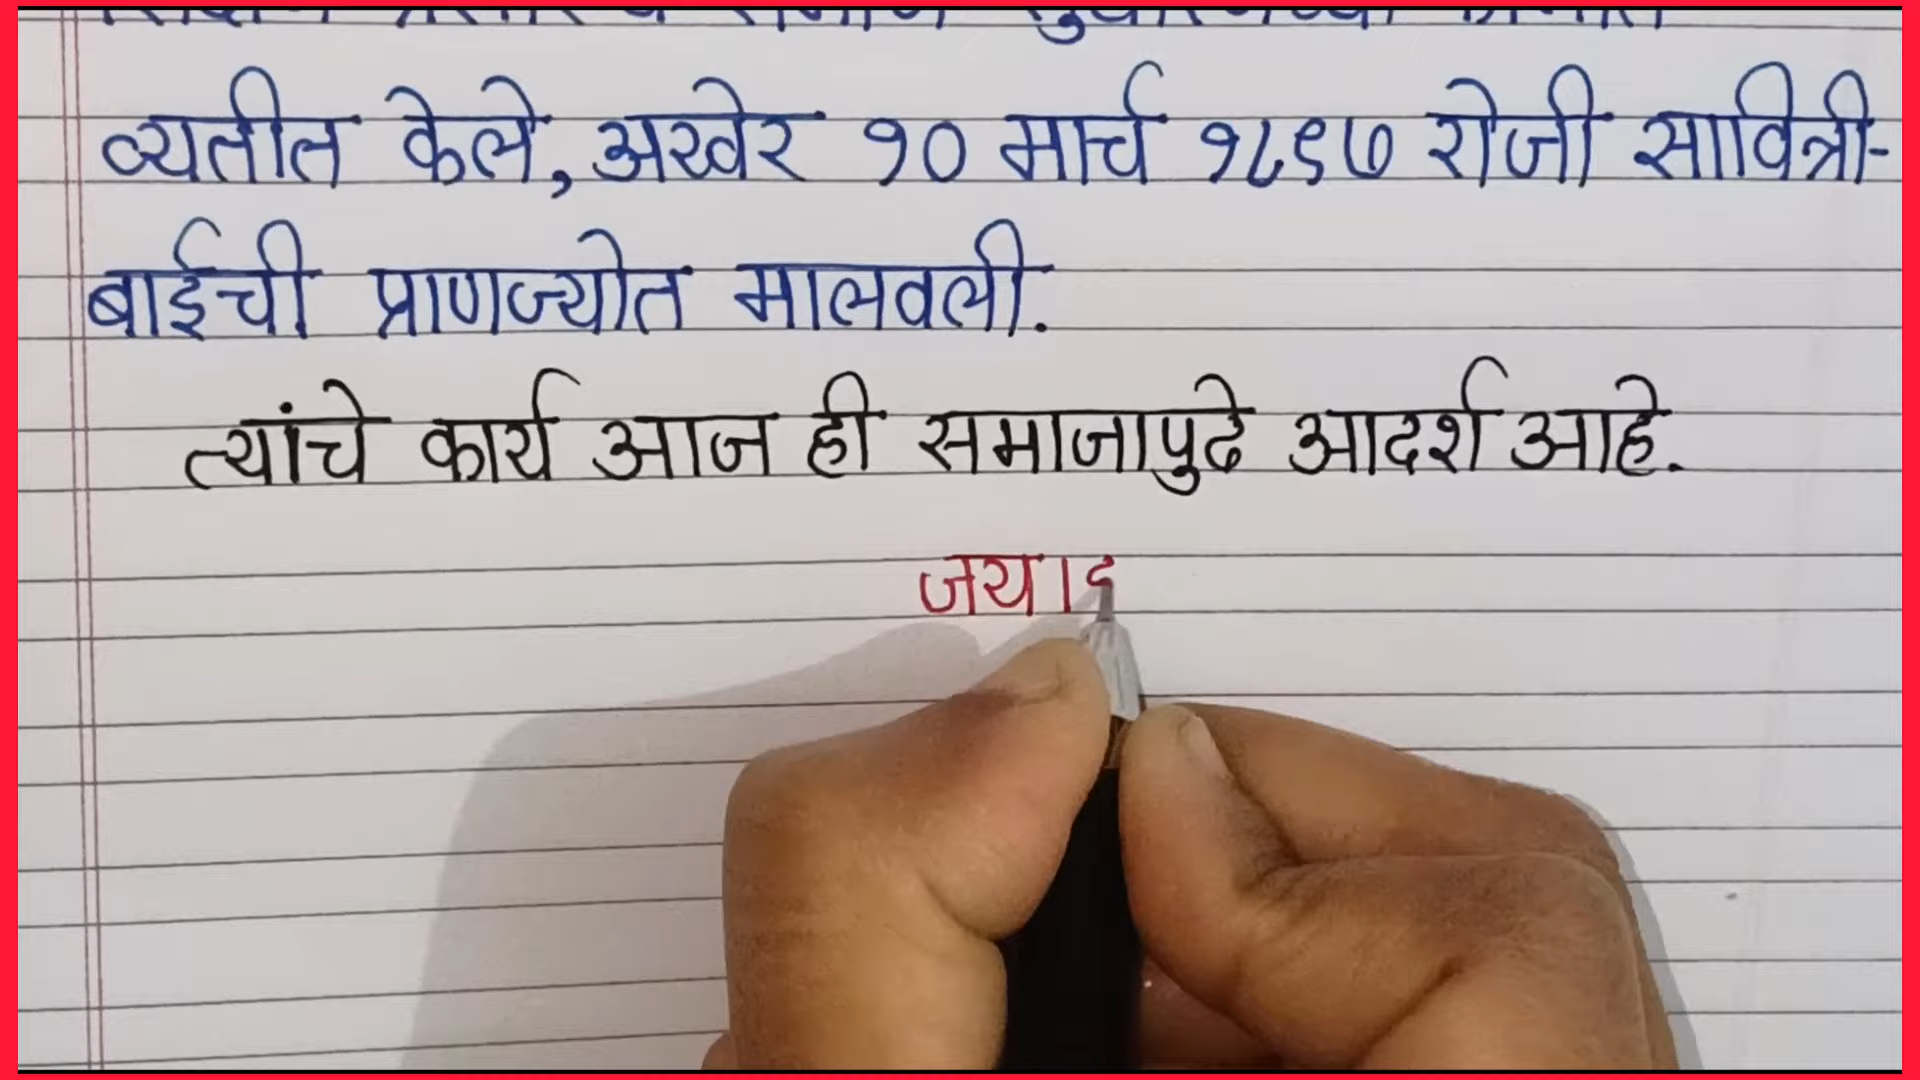 व्यतीत केले, अखेर १० मार्च १८९७ रोजी सावित्री-
बाईची प्राणज्योत मालवली.
त्यांचे कार्य आज ही समाजापुढे आदर्श आहे.
जय